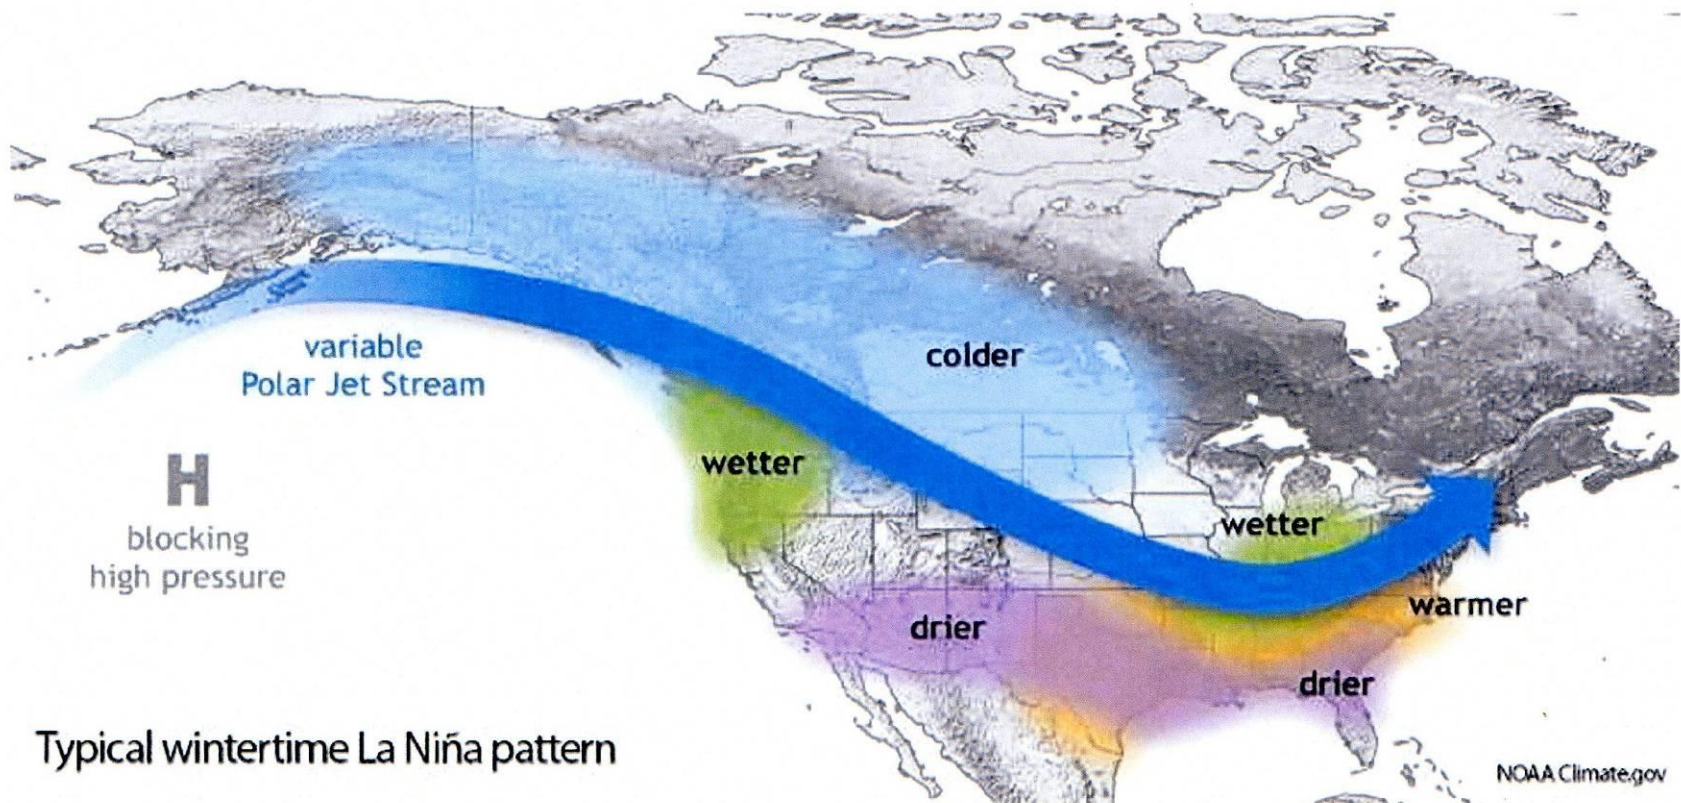 colder
variable
Polar Jet Stream
wetter
H
blocking
high pressure
wetter
warmer
drier
drier
Typical wintertime La Niña pattern
NOAA Climate.gov